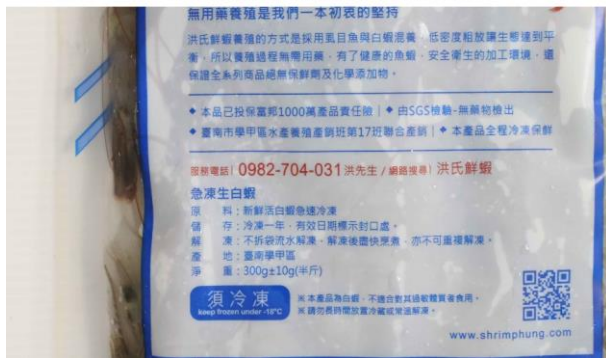 無用藥養殖是我們一本初衷的堅持
洪氏鮮蝦養殖的方式是採用虱目魚與白蝦混養，低密度粗放讓生態達到平
衡，所以養殖過程無需用藥，有了健康的魚蝦，安全衛生的加工環境，還
保證全系列商品絕無保鮮劑及化學添加物。
◆ 本品已投保富邦1000萬產品責任險 | ◆ 由SGS檢驗-無藥物檢出
◆ 臺南市學甲區水產養殖產銷班第17班聯合產銷 | ◆ 本產品全程冷凍保鮮
服務電話 | 0982-704-031 洪先生 / 網路搜尋 | 洪氏鮮蝦
急凍生白蝦
原 料：新鮮活白蝦急速冷凍
儲 存：冷凍一年，有效日期標示封口處。
解 凍：不拆袋流水解凍，解凍後盡快烹煮，亦不可重複解凍。
產 地：臺南學甲區
淨 重：300g±10g(半斤)
須冷凍
keep frozen under -18°C
※本產品為白蝦，不適合對其過敏體質者食用。
※請勿長時間放置冷藏或常溫解凍。
www.shrimphung.com